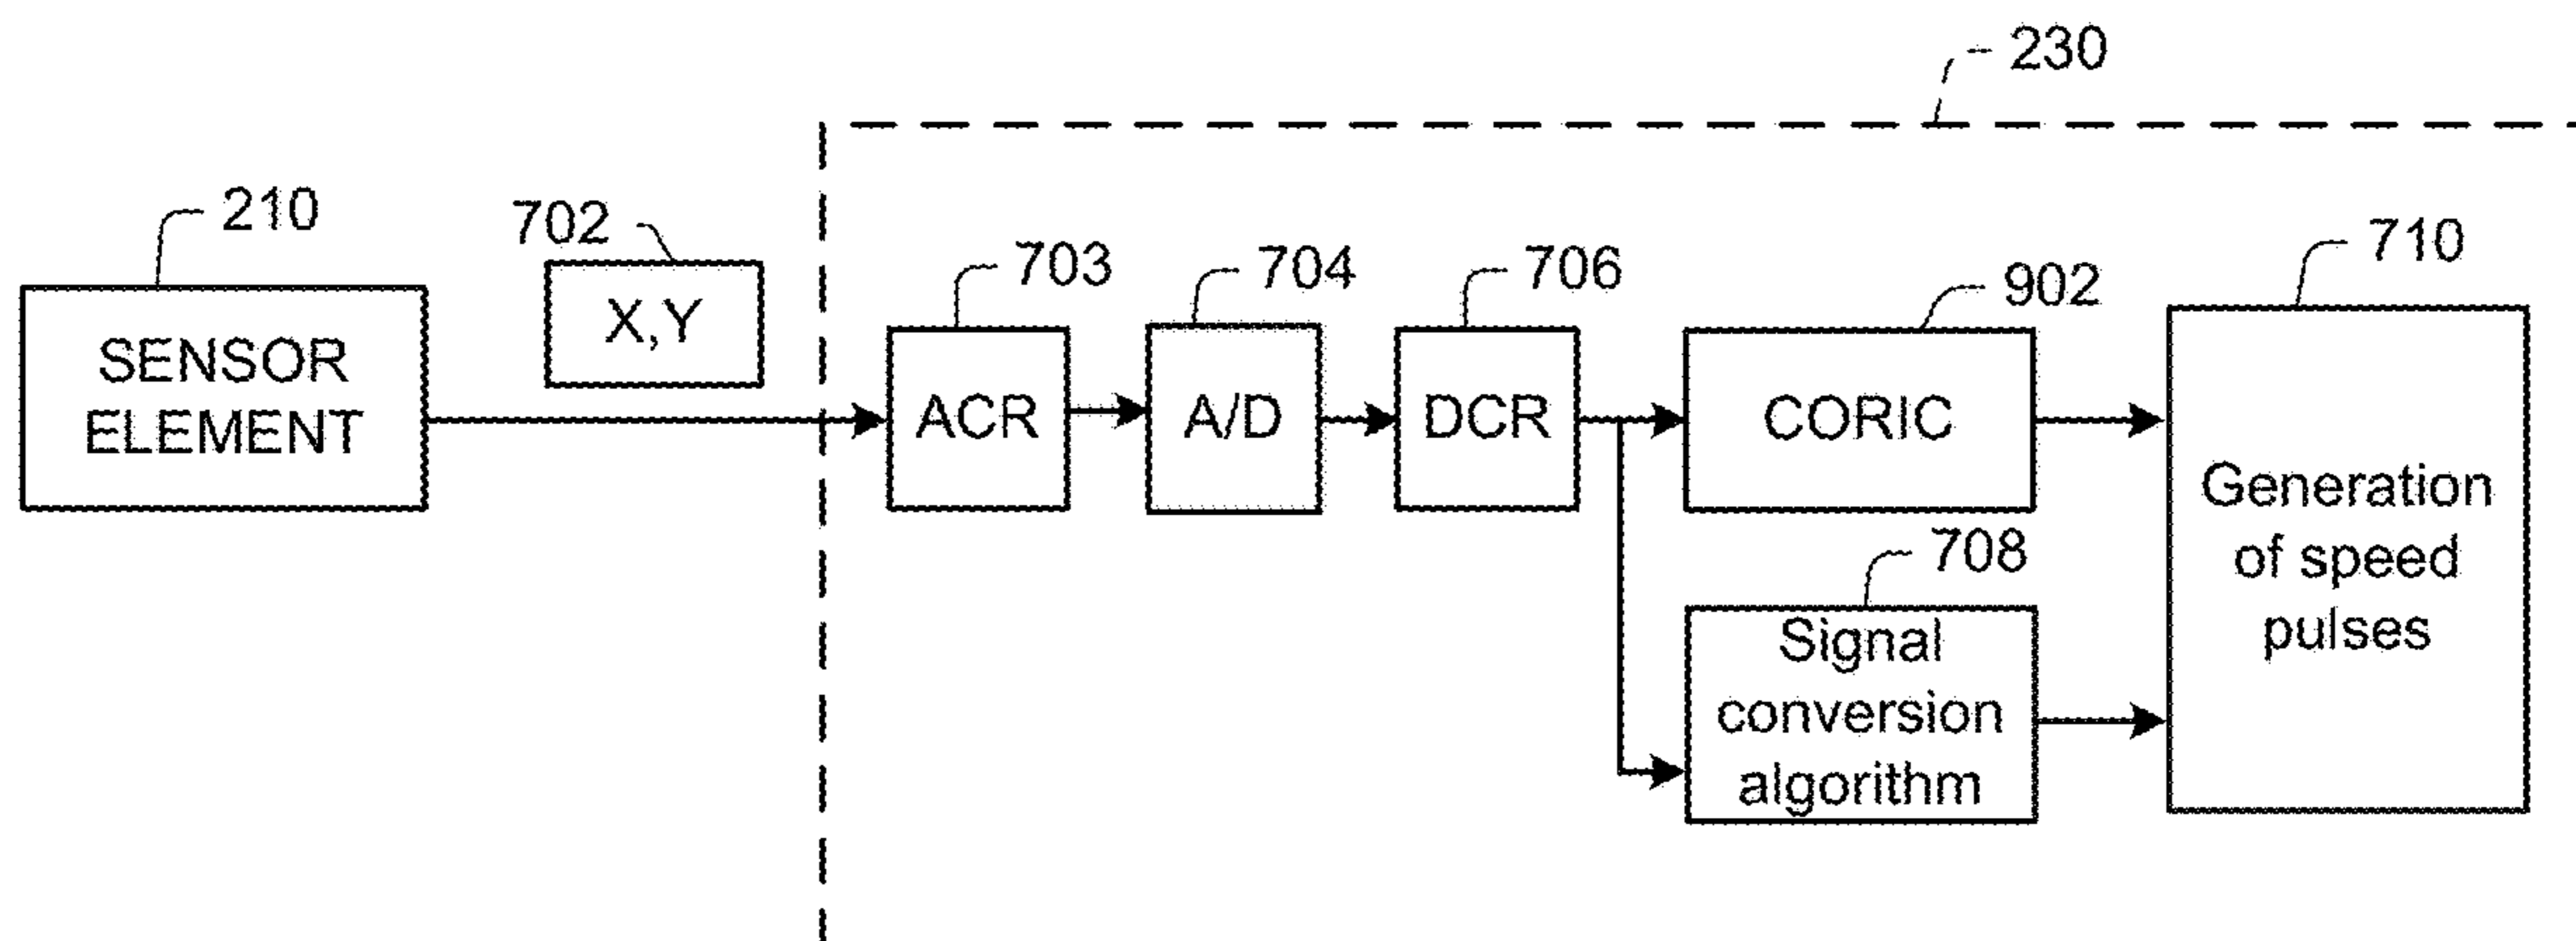 230
210
SENSOR
ELEMENT
702
X,Y
703
ACR
704
A/D
706
DCR
902
CORIC
708
Signal
conversion
algorithm
710
Generation
of speed
pulses